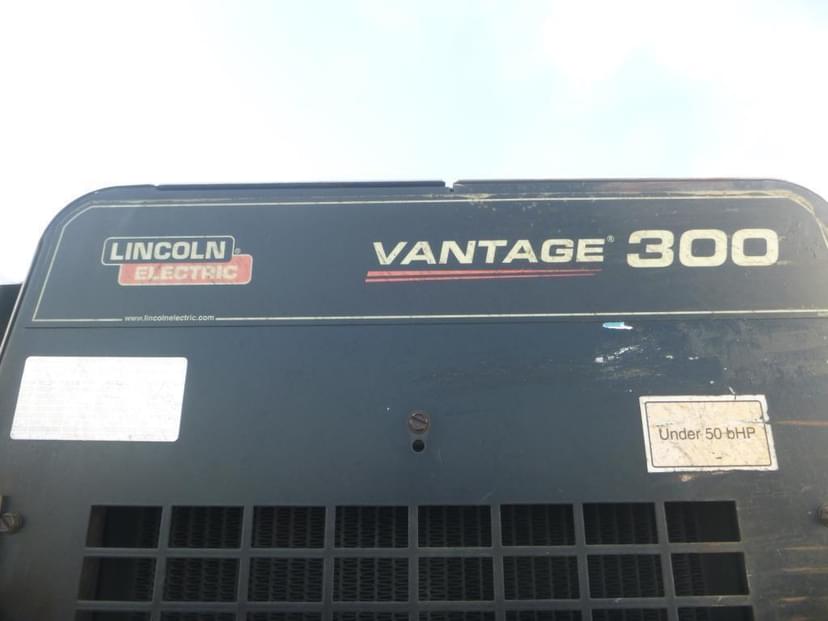 LINCOLN ®
ELECTRIC
VANTAGE® 300
www.lincolnelectric.com
Under 50 bHP